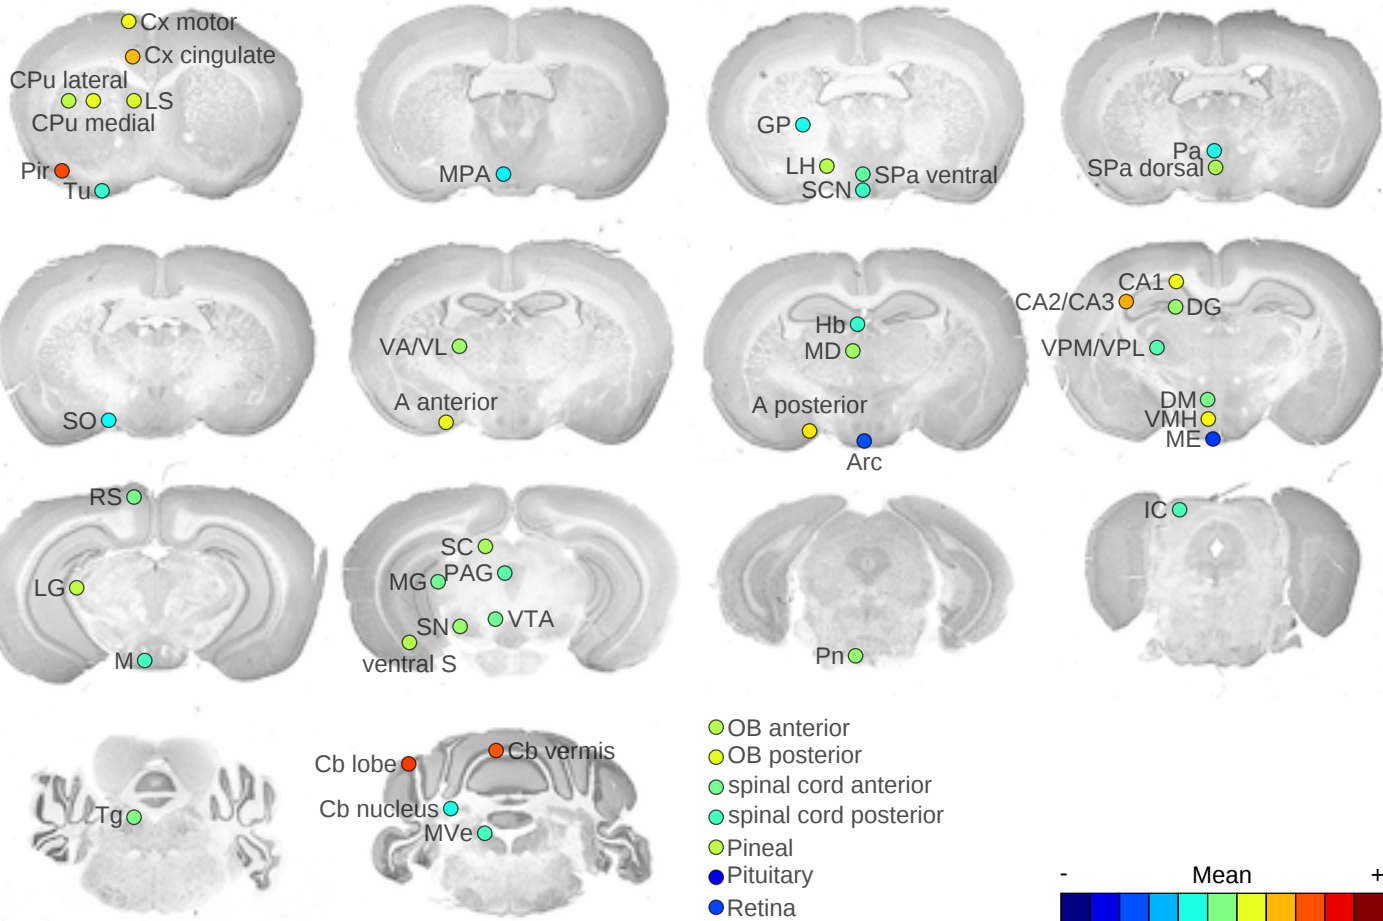 Cx motor
Cx cingulate
CPu lateral
LS
CPu medial
Pir
Tu
MPA
GP
LH
SPa ventral
SCN
Pa
SPa dorsal
SO
VA/VL
A anterior
Hb
MD
A posterior
Arc
CA1
CA2/CA3
DG
VPM/VPL
DM
VMH
ME
RS
LG
M
SC
MG
PAG
SN
VTA
ventral S
Pn
IC
Tg
Cb lobe
Cb vermis
Cb nucleus
MVe
OB anterior
OB posterior
spinal cord anterior
spinal cord posterior
Pineal
Pituitary
Retina
- Mean +